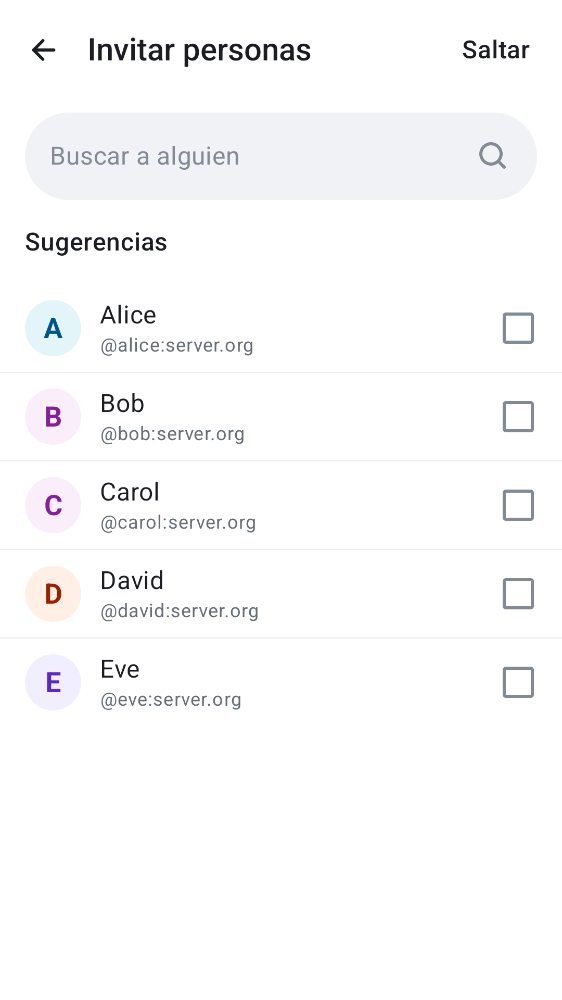 Invitar personas
Saltar
Buscar a alguien
Sugerencias
A
Alice
@alice:server.org
B
Bob
@bob:server.org
C
Carol
@carol:server.org
D
David
@david:server.org
E
Eve
@eve:server.org